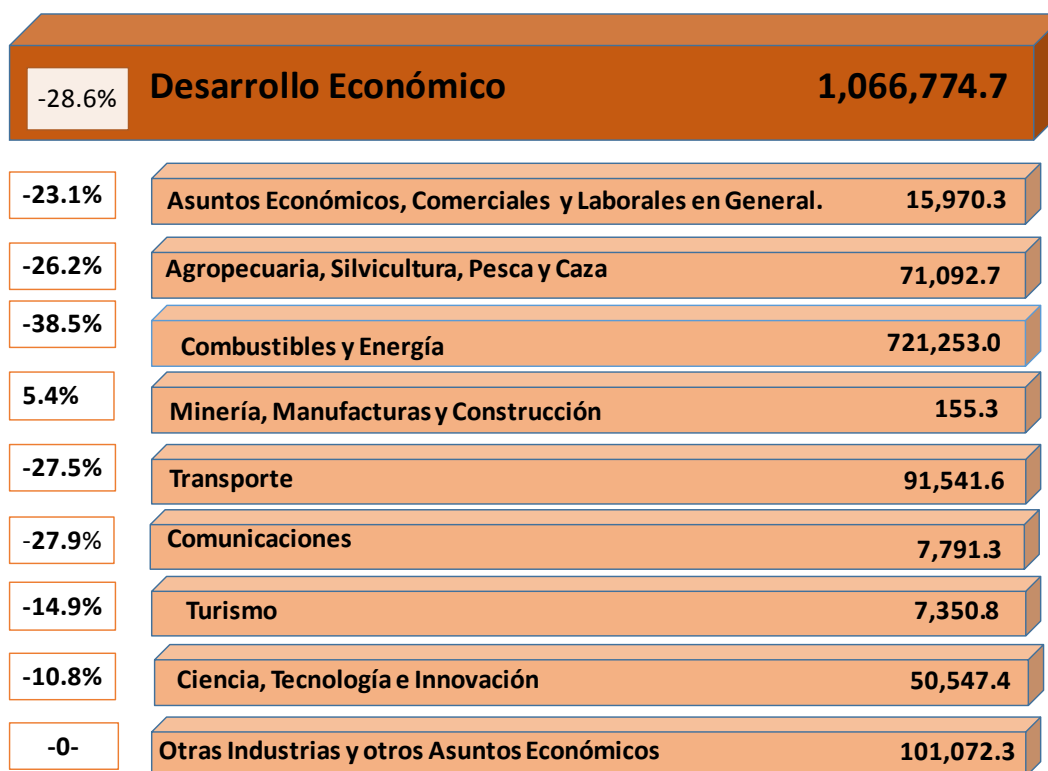 -28.6% Desarrollo Económico 1,066,774.7
-23.1% Asuntos Económicos, Comerciales y Laborales en General. 15,970.3
-26.2% Agropecuaria, Silvicultura, Pesca y Caza 71,092.7
-38.5% Combustibles y Energía 721,253.0
5.4% Minería, Manufacturas y Construcción 155.3
-27.5% Transporte 91,541.6
-27.9% Comunicaciones 7,791.3
-14.9% Turismo 7,350.8
-10.8% Ciencia, Tecnología e Innovación 50,547.4
-0- Otras Industrias y otros Asuntos Económicos 101,072.3